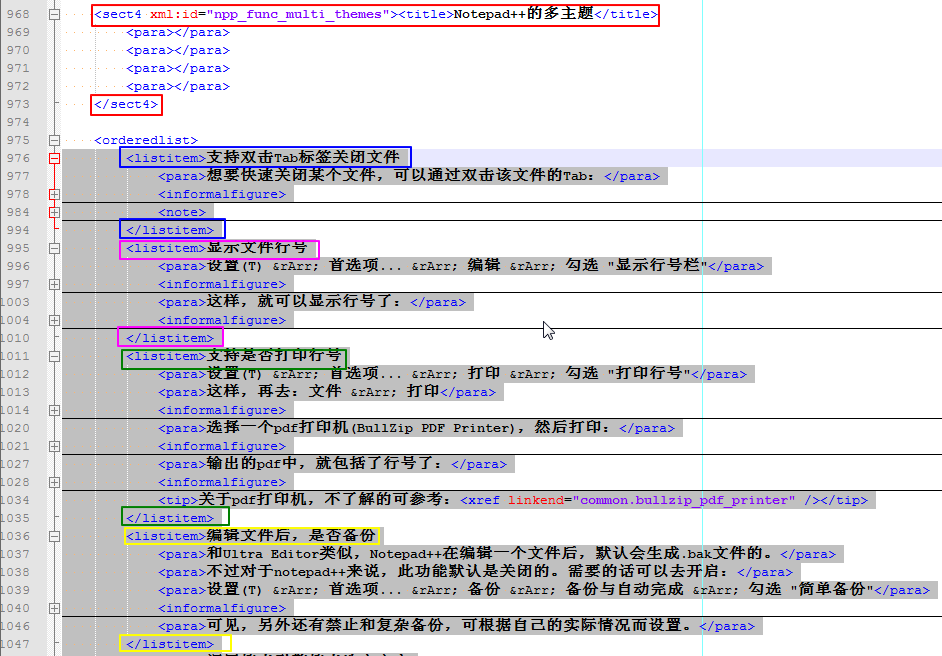 968 <sect4 xml:id="npp_func_multi_themes"><title>Notepad++的多主题</title>
969 <para></para>
970 <para></para>
971 <para></para>
972 <para></para>
973 </sect4>
974
975 <orderedlist>
976 <listitem>支持双击Tab标签关闭文件
977 <para>想要快速关闭某个文件，可以通过双击该文件的Tab：</para>
978 <informalfigure>
984 <note>
994 </listitem>
995 <listitem>显示文件行号
996 <para>设置(T) &rArr; 首选项... &rArr; 编辑 &rArr; 勾选 "显示行号栏"</para>
997 <informalfigure>
1003 <para>这样，就可以显示行号了：</para>
1004 <informalfigure>
1010 </listitem>
1011 <listitem>支持是否打印行号
1012 <para>设置(T) &rArr; 首选项... &rArr; 打印 &rArr; 勾选 "打印行号"</para>
1013 <para>这样，再去：文件 &rArr; 打印</para>
1014 <informalfigure>
1020 <para>选择一个pdf打印机(BullZip PDF Printer)，然后打印：</para>
1021 <informalfigure>
1027 <para>输出的pdf中，就包括了行号了：</para>
1028 <informalfigure>
1034 <tip>关于pdf打印机，不了解的可参考：<xref linkend="common.bullzip_pdf_printer" /></tip>
1035 </listitem>
1036 <listitem>编辑文件后，是否备份
1037 <para>和Ultra Editor类似，Notepad++在编辑一个文件后，默认会生成.bak文件的。</para>
1038 <para>不过对于notepad++来说，此功能默认是关闭的。需要的话可以去开启：</para>
1039 <para>设置(T) &rArr; 首选项... &rArr; 备份 &rArr; 备份与自动完成 &rArr; 勾选 "简单备份"</para>
1040 <informalfigure>
1046 <para>可见，另外还有禁止和复杂备份，可根据自己的实际情况而设置。</para>
1047 </listitem>